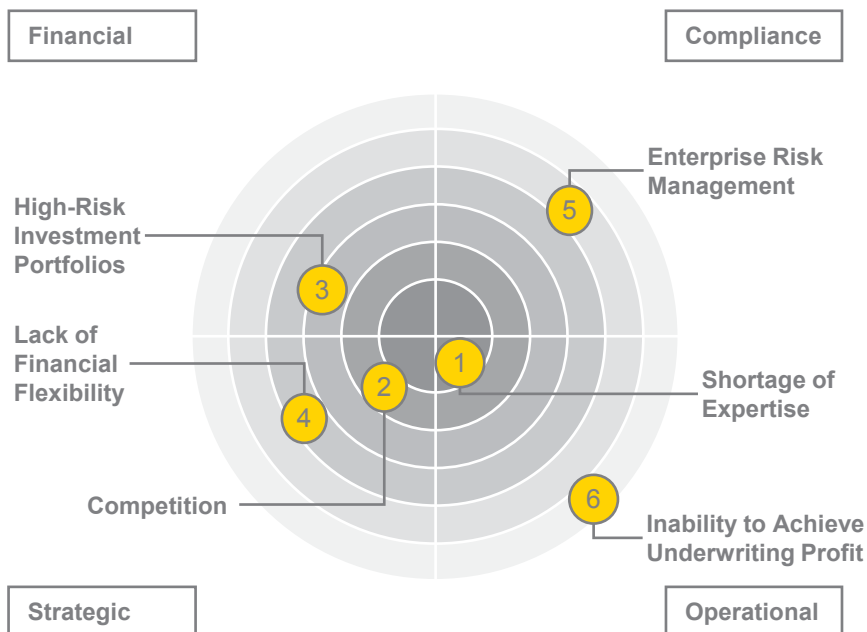 Financial
Compliance
Enterprise Risk
Management
5
High-Risk
Investment
Portfolios
3
Lack of
Financial
Flexibility
1
2
Shortage of
Expertise
4
Competition
6
Inability to Achieve
Underwriting Profit
Strategic
Operational